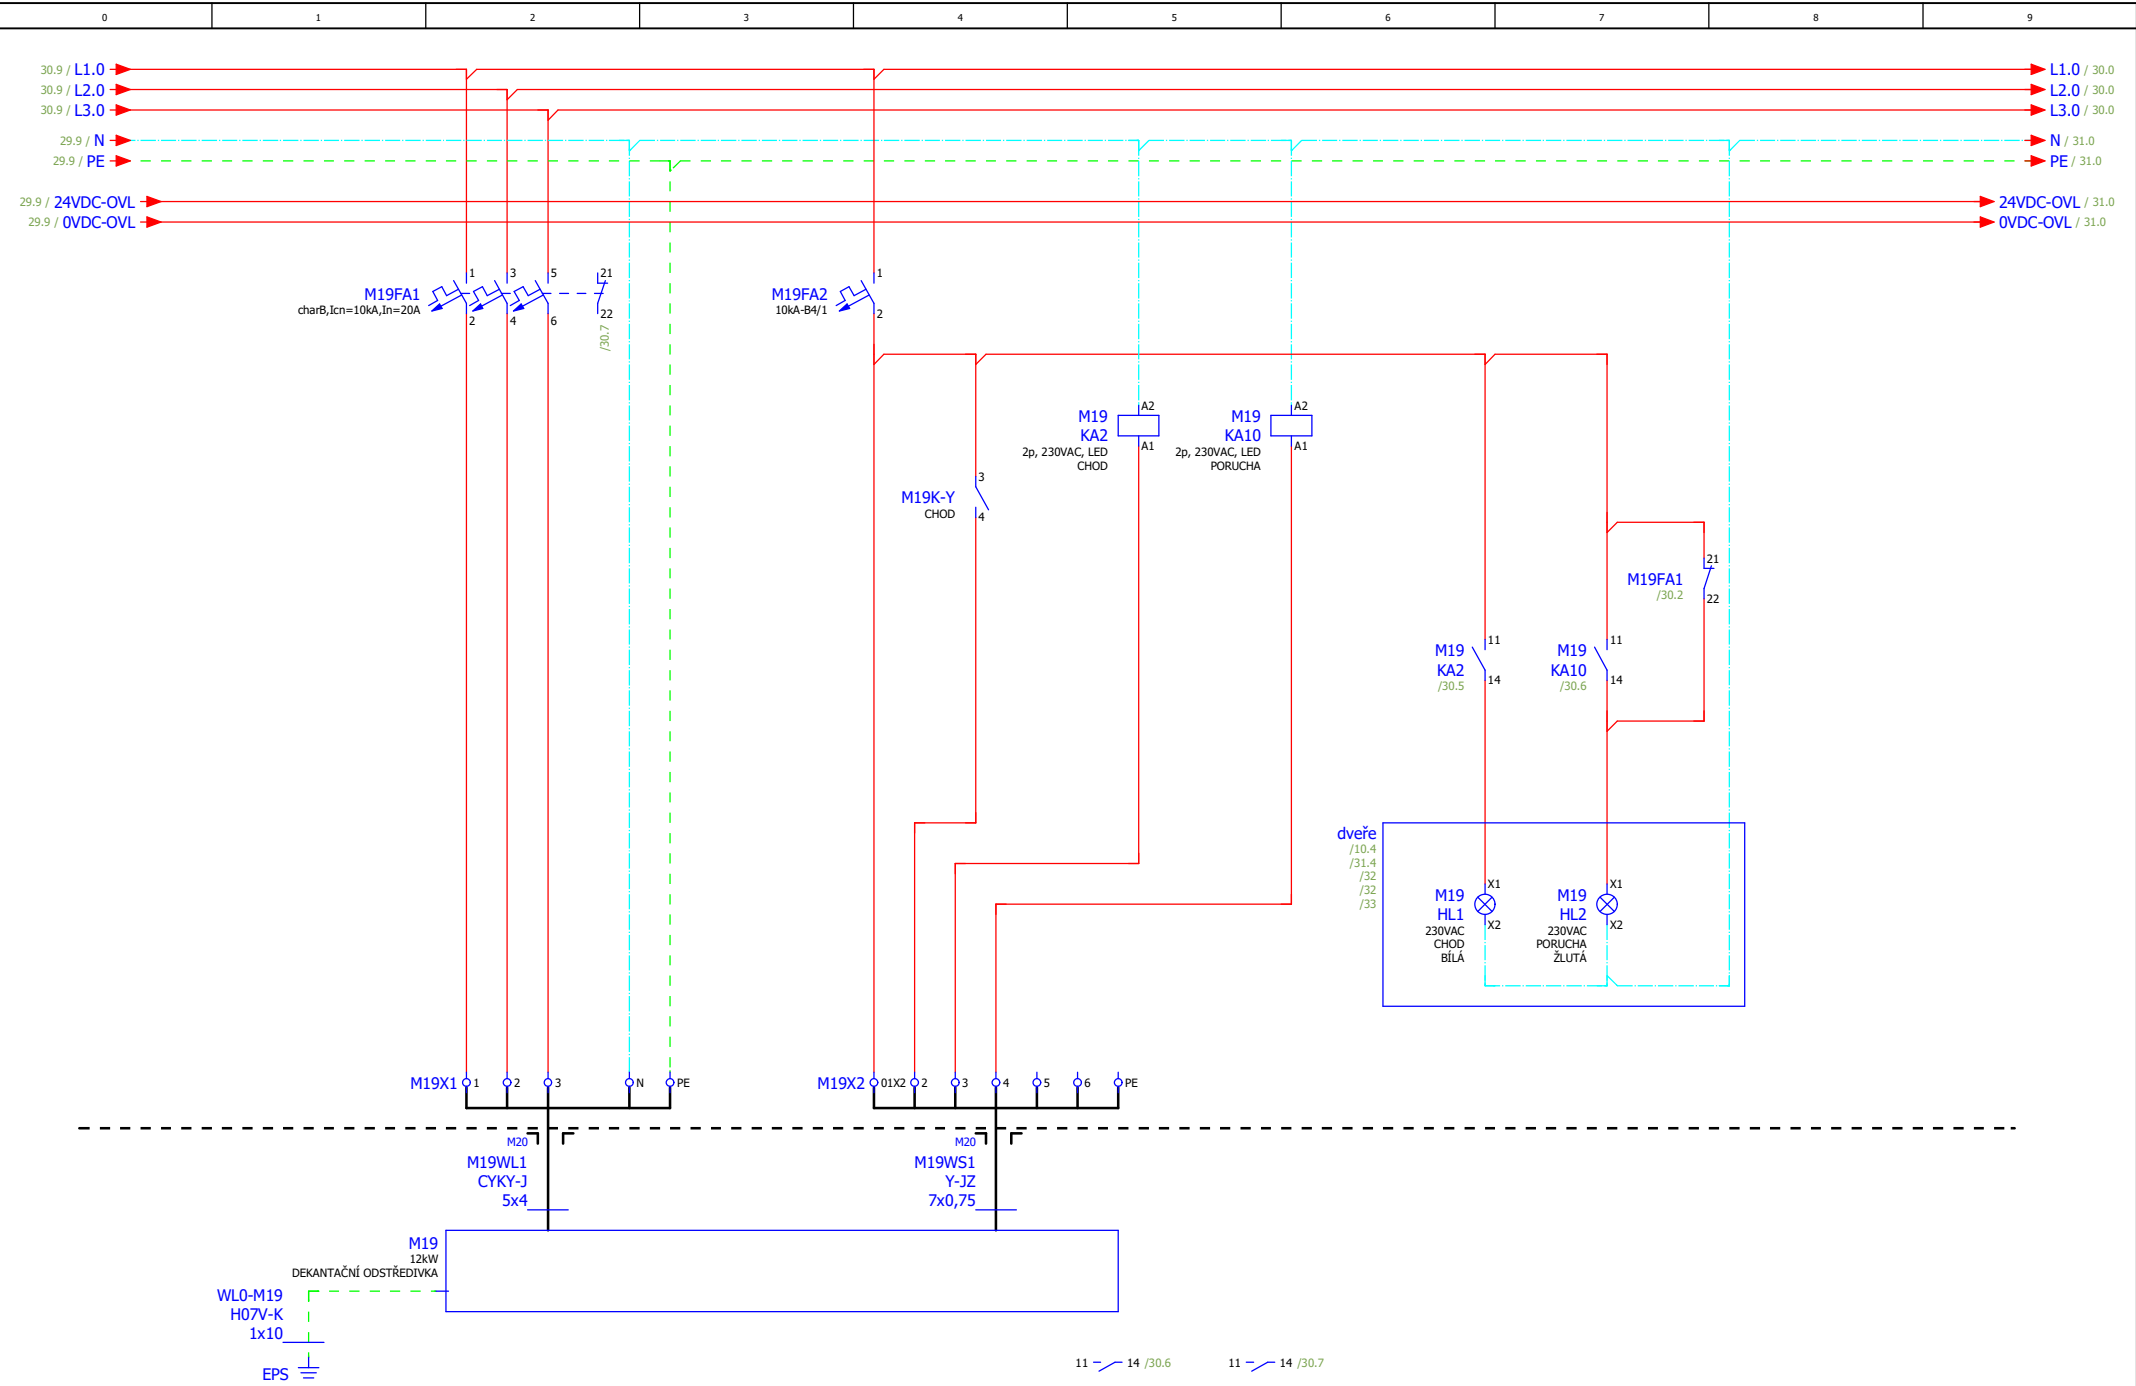 0 1 2 3 4 5 6 7 8 9
30.9 / L1.0 L1.0 / 30.0
30.9 / L2.0 L2.0 / 30.0
30.9 / L3.0 L3.0 / 30.0
29.9 / N N / 31.0
29.9 / PE PE / 31.0
29.9 / 24VDC-OVL 24VDC-OVL / 31.0
29.9 / 0VDC-OVL 0VDC-OVL / 31.0
M19FA1
charB,Icn=10kA,In=20A
1 3 5 21
2 4 6 22
/30.7
M19FA2
10kA-B4/1
1
2
M19
KA2
2p, 230VAC, LED
CHOD
A2
A1
M19
KA10
2p, 230VAC, LED
PORUCHA
A2
A1
M19K-Y
CHOD
3
4
M19FA1
/30.2
21
22
M19
KA2
/30.5
11
14
M19
KA10
/30.6
11
14
dveře
/10.4
/31.4
/32
/32
/33
M19
HL1
230VAC
CHOD
BÍLÁ
X1
X2
M19
HL2
230VAC
PORUCHA
ŽLUTÁ
X1
X2
M19X1 1 2 3 N PE
M19X2 01X2 2 3 4 5 6 PE
M20
M19WL1
CYKY-J
5x4
M20
M19WS1
Y-JZ
7x0,75
M19
12kW
DEKANTAČNÍ ODSTŘEDIVKA
WL0-M19
H07V-K
1x10
EPS
11 14 /30.6
11 14 /30.7